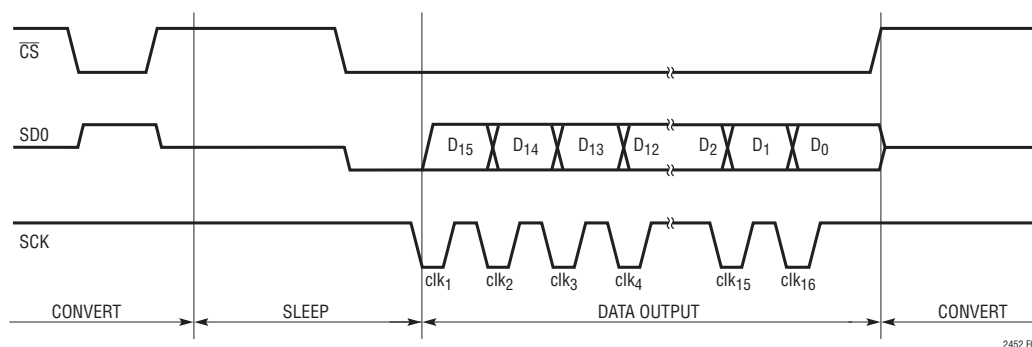 C̅S̅
SD0
D15 D14 D13 D12 D2 D1 D0
SCK
clk1 clk2 clk3 clk4 clk15 clk16
CONVERT SLEEP DATA OUTPUT CONVERT